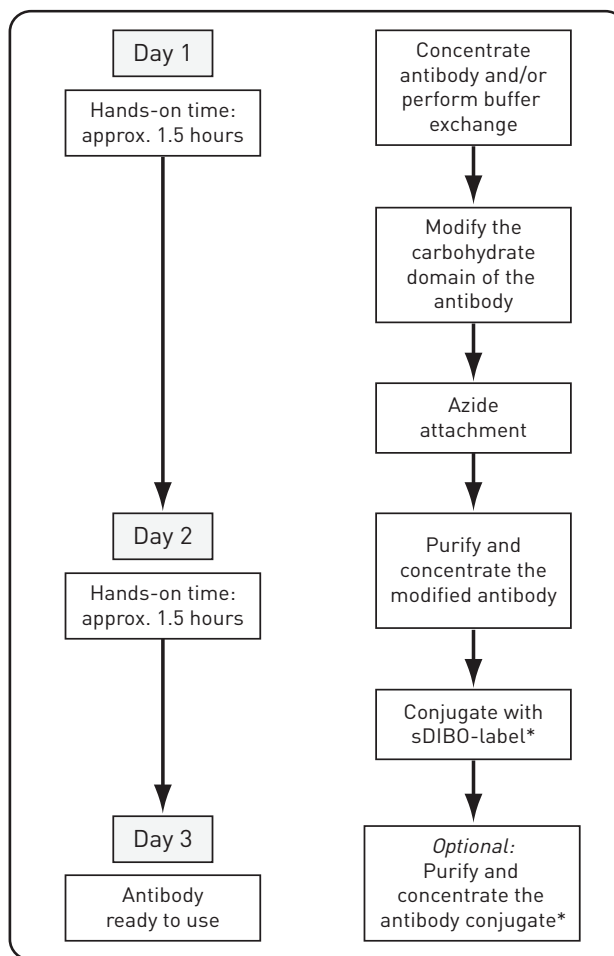 Day 1
Hands-on time:
approx. 1.5 hours
Day 2
Hands-on time:
approx. 1.5 hours
Day 3
Antibody
ready to use
Concentrate
antibody and/or
perform buffer
exchange
Modify the
carbohydrate
domain of the
antibody
Azide
attachment
Purify and
concentrate the
modified antibody
Conjugate with
sDIBO-label*
Optional:
Purify and
concentrate the
antibody conjugate*